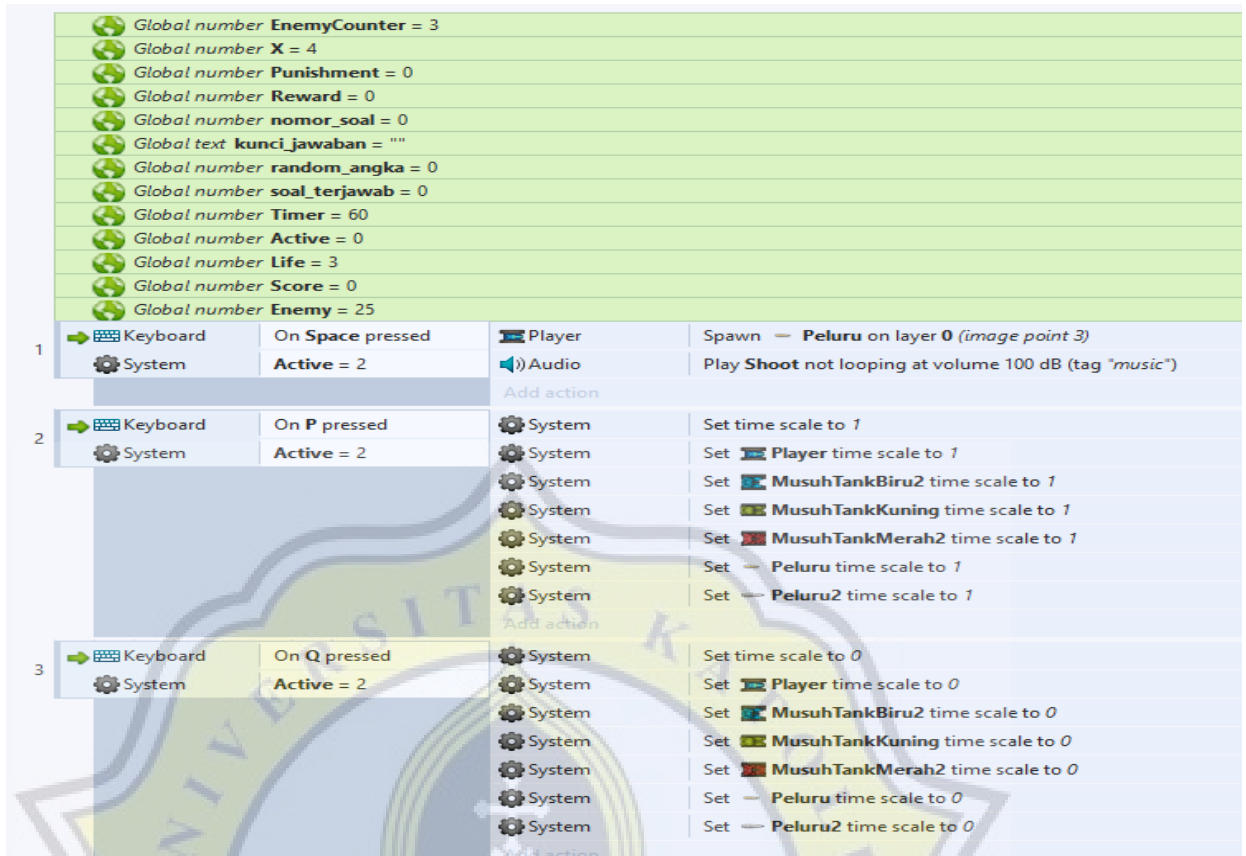 Global number EnemyCounter = 3
Global number X = 4
Global number Punishment = 0
Global number Reward = 0
Global number nomor_soal = 0
Global text kunci_jawaban = ""
Global number random_angka = 0
Global number soal_terjawab = 0
Global number Timer = 60
Global number Active = 0
Global number Life = 3
Global number Score = 0
Global number Enemy = 25
1
Keyboard On Space pressed Player Spawn Peluru on layer 0 (image point 3)
System Active = 2 Audio Play Shoot not looping at volume 100 dB (tag "music")
Add action
2
Keyboard On P pressed System Set time scale to 1
System Active = 2 System Set Player time scale to 1
System Set MusuhTankBiru2 time scale to 1
System Set MusuhTankKuning time scale to 1
System Set MusuhTankMerah2 time scale to 1
System Set Peluru time scale to 1
System Set Peluru2 time scale to 1
Add action
3
Keyboard On Q pressed System Set time scale to 0
System Active = 2 System Set Player time scale to 0
System Set MusuhTankBiru2 time scale to 0
System Set MusuhTankKuning time scale to 0
System Set MusuhTankMerah2 time scale to 0
System Set Peluru time scale to 0
System Set Peluru2 time scale to 0
Add action